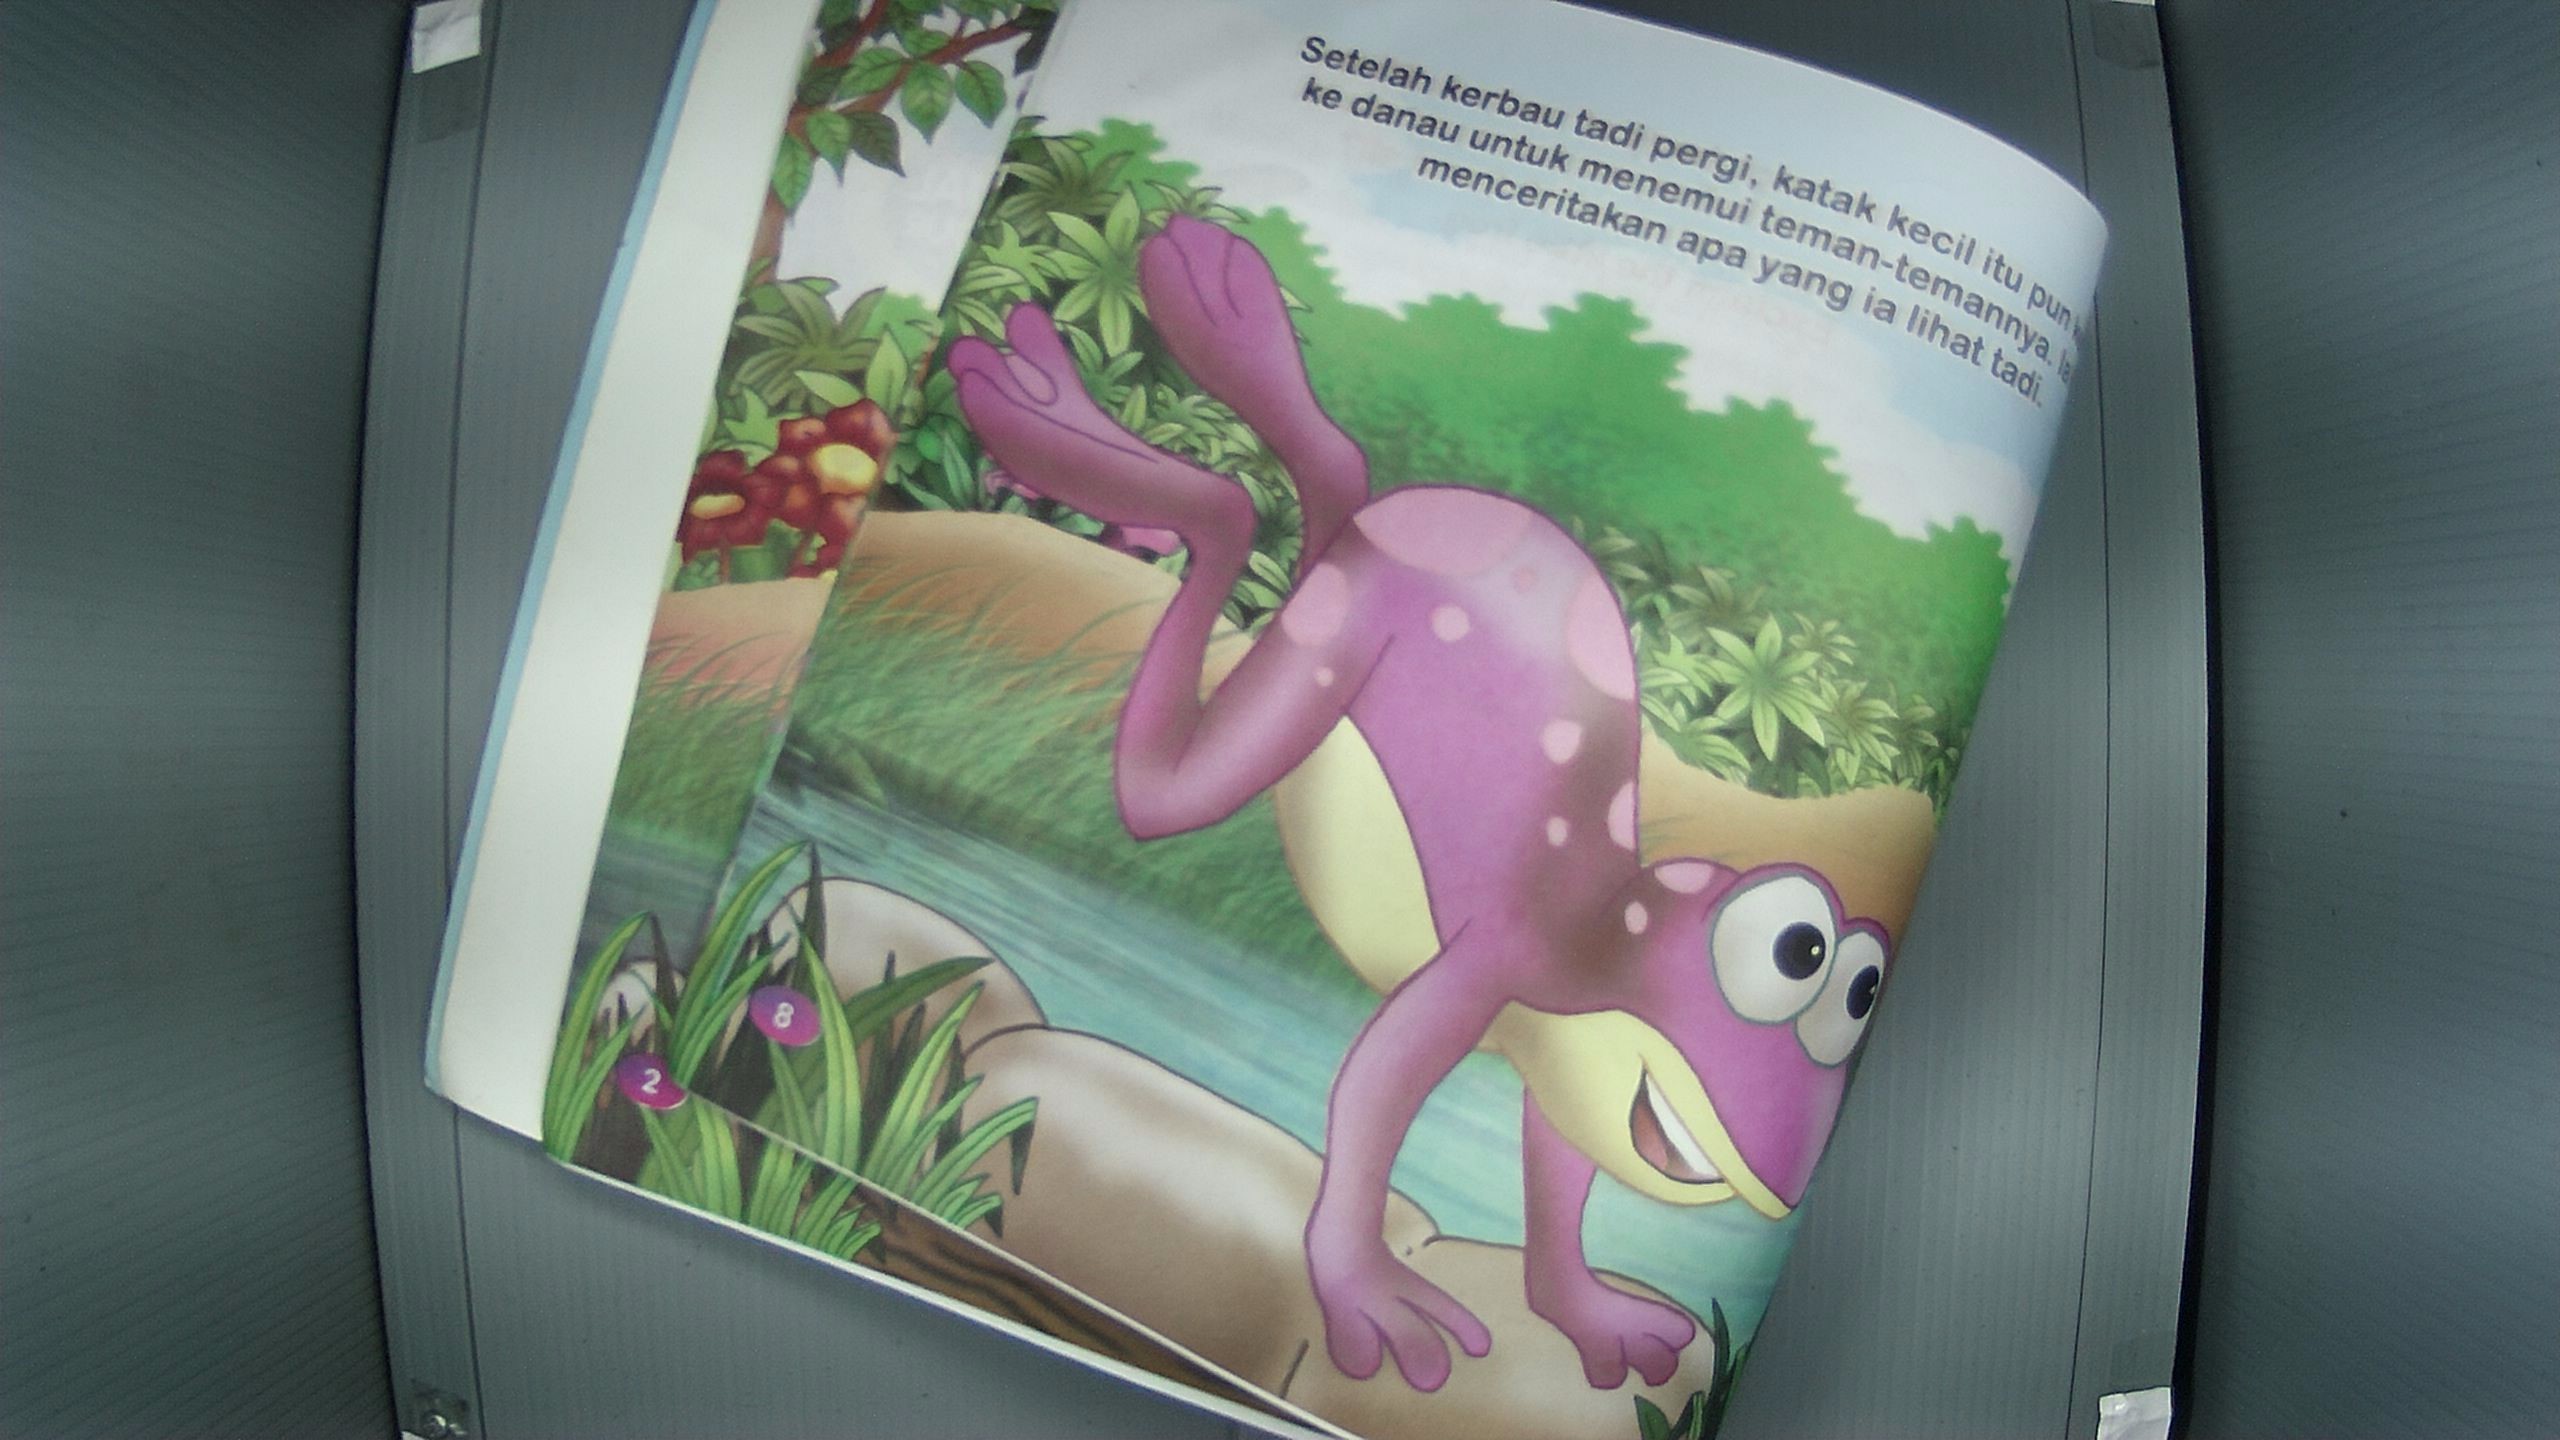 Setelah kerbau tadi pergi, katak kecil itu pun
ke danau untuk menemui teman-temannya. Ia
menceritakan apa yang ia lihat tadi.
8
2